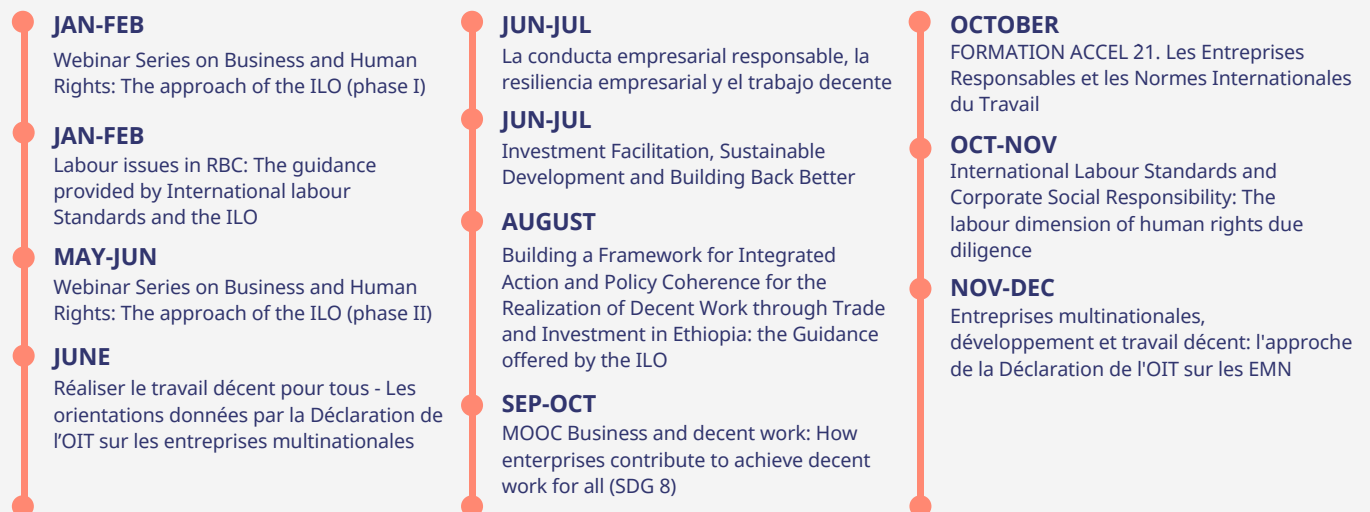 JAN-FEB
Webinar Series on Business and Human
Rights: The approach of the ILO (phase I)
JAN-FEB
Labour issues in RBC: The guidance
provided by International labour
Standards and the ILO
MAY-JUN
Webinar Series on Business and Human
Rights: The approach of the ILO (phase II)
JUNE
Réaliser le travail décent pour tous - Les
orientations données par la Déclaration de
l’OIT sur les entreprises multinationales
JUN-JUL
La conducta empresarial responsable, la
resiliencia empresarial y el trabajo decente
JUN-JUL
Investment Facilitation, Sustainable
Development and Building Back Better
AUGUST
Building a Framework for Integrated
Action and Policy Coherence for the
Realization of Decent Work through Trade
and Investment in Ethiopia: the Guidance
offered by the ILO
SEP-OCT
MOOC Business and decent work: How
enterprises contribute to achieve decent
work for all (SDG 8)
OCTOBER
FORMATION ACCEL 21. Les Entreprises
Responsables et les Normes Internationales
du Travail
OCT-NOV
International Labour Standards and
Corporate Social Responsibility: The
labour dimension of human rights due
diligence
NOV-DEC
Entreprises multinationales,
développement et travail décent: l'approche
de la Déclaration de l'OIT sur les EMN